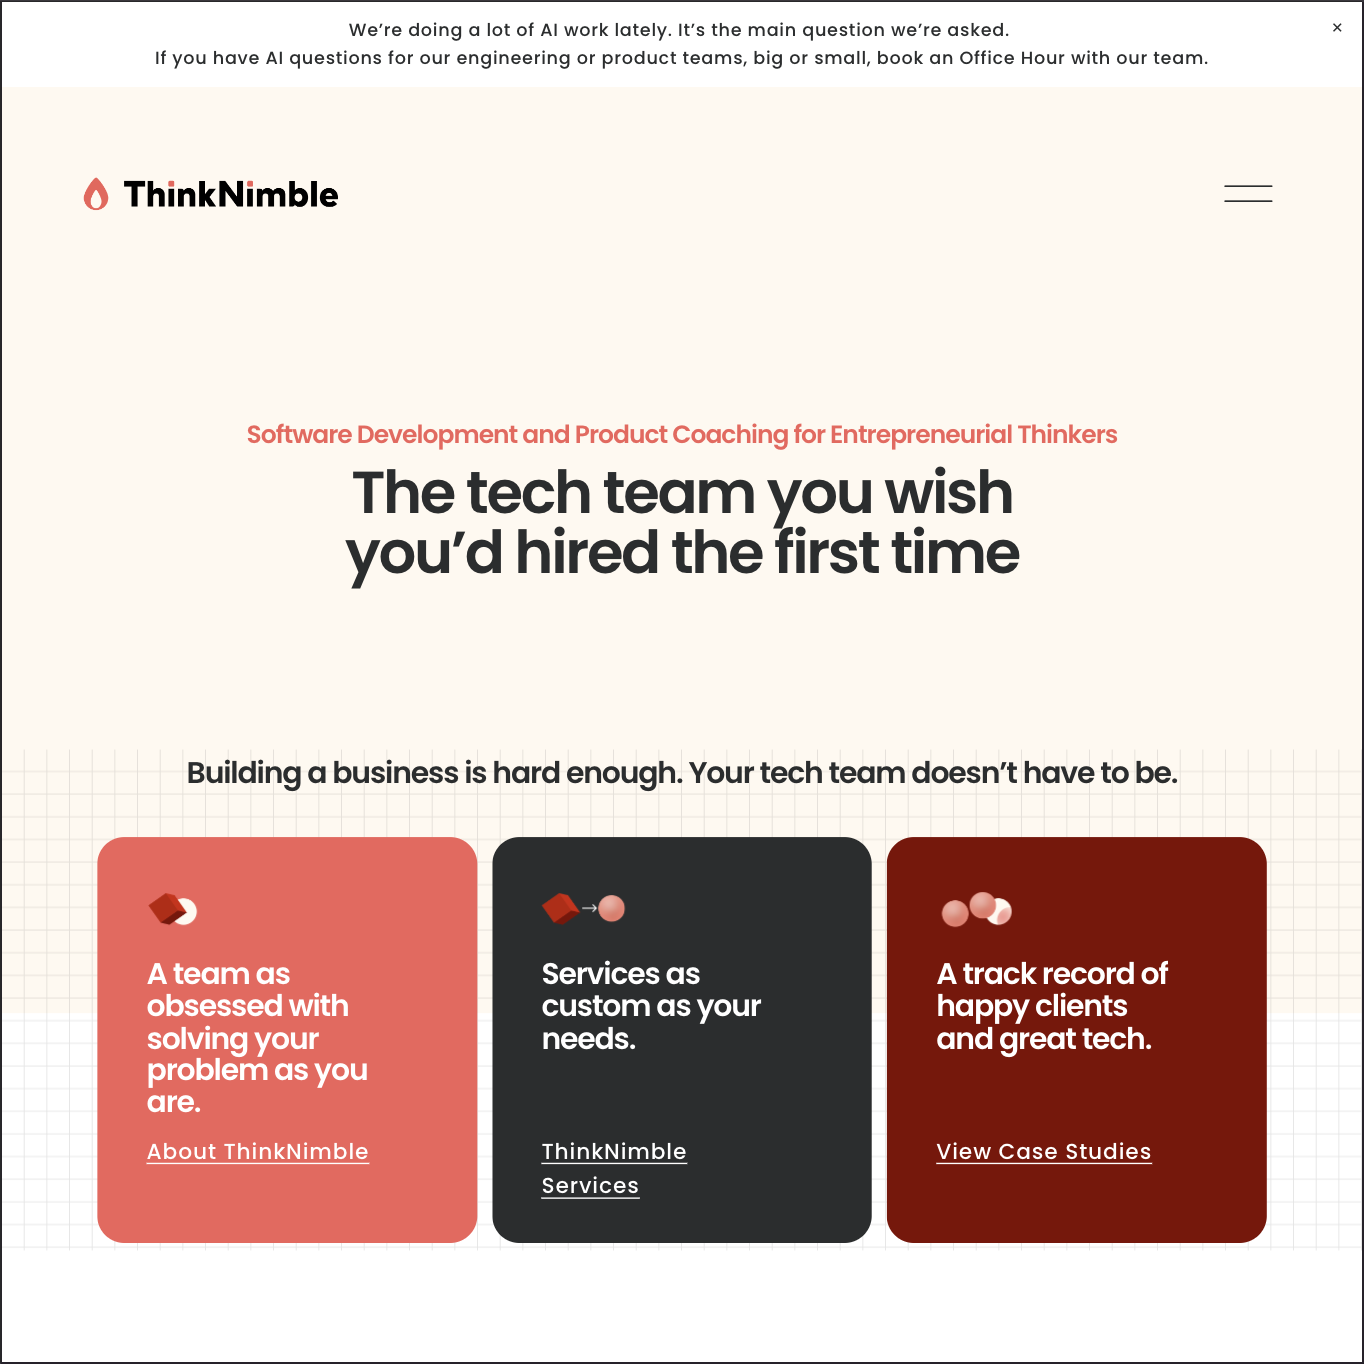 We’re doing a lot of AI work lately. It’s the main question we’re asked.
If you have AI questions for our engineering or product teams, big or small, book an Office Hour with our team.
×
ThinkNimble
Software Development and Product Coaching for Entrepreneurial Thinkers
The tech team you wish
you’d hired the first time
Building a business is hard enough. Your tech team doesn’t have to be.
A team as
obsessed with
solving your
problem as you
are.
About ThinkNimble
Services as
custom as your
needs.
ThinkNimble
Services
A track record of
happy clients
and great tech.
View Case Studies